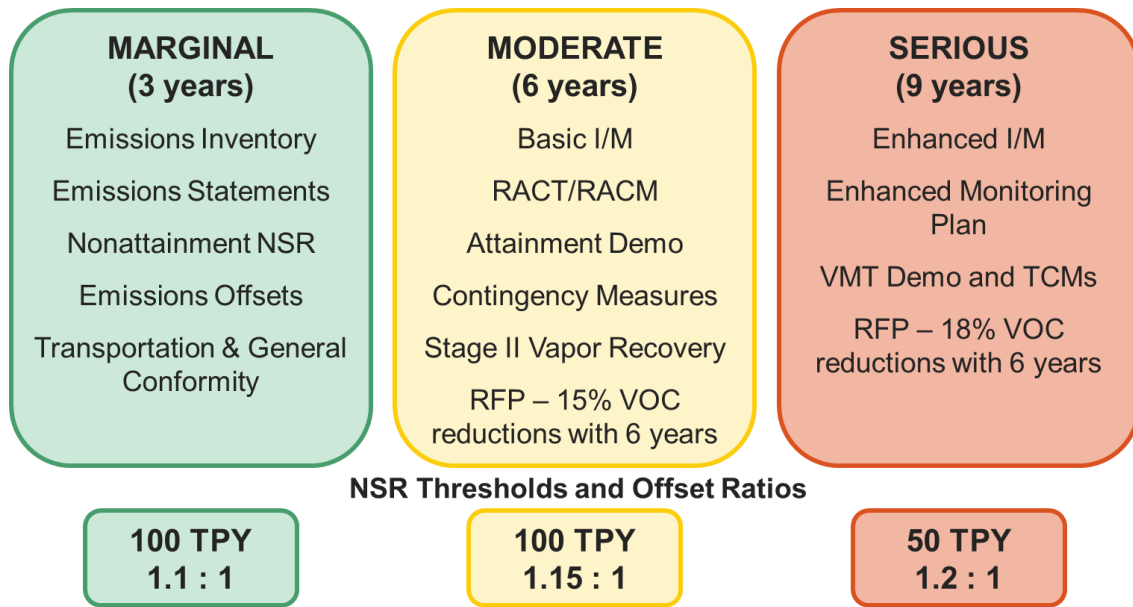 MARGINAL
(3 years)
Emissions Inventory
Emissions Statements
Nonattainment NSR
Emissions Offsets
Transportation & General
Conformity
MODERATE
(6 years)
Basic I/M
RACT/RACM
Attainment Demo
Contingency Measures
Stage II Vapor Recovery
RFP – 15% VOC
reductions with 6 years
SERIOUS
(9 years)
Enhanced I/M
Enhanced Monitoring
Plan
VMT Demo and TCMs
RFP – 18% VOC
reductions with 6 years
NSR Thresholds and Offset Ratios
100 TPY
1.1 : 1
100 TPY
1.15 : 1
50 TPY
1.2 : 1